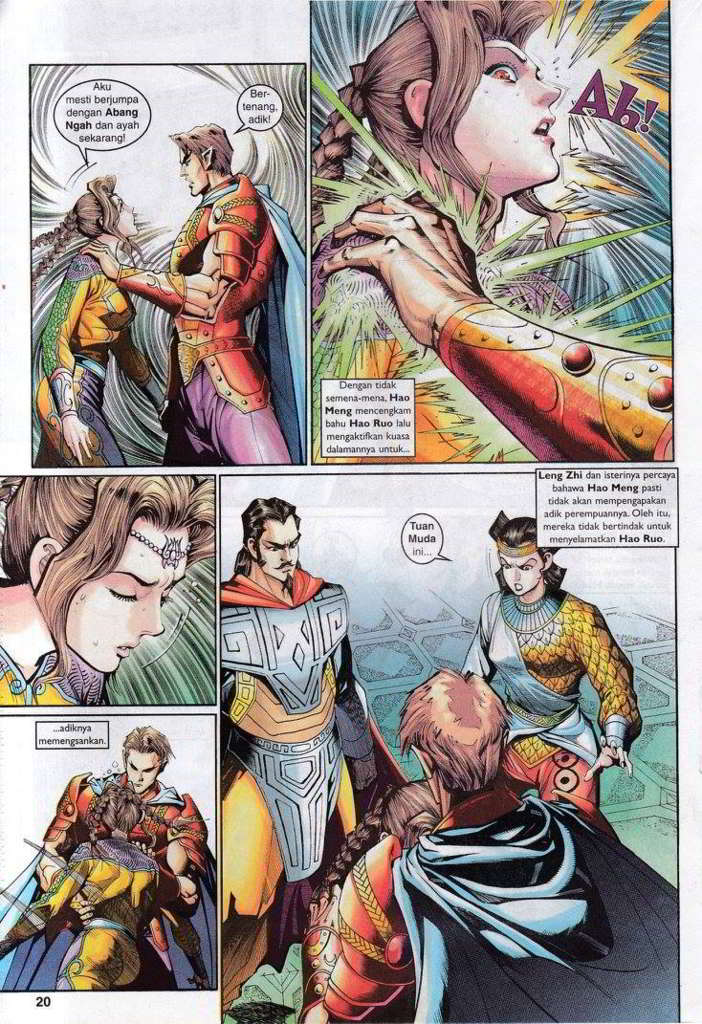 Aku
mesti berjumpa
dengan Abang
Ngah dan ayah
sekarang!
Ber-
tenang,
adik!
Ah!
Dengan tidak
semena-mena, Hao
Meng mencengkam
bahu Hao Ruo lalu
mengaktifkan kuasa
dalamannya untuk...
...adiknya
memengsankan.
Tuan
Muda
ini...
Leng Zhi dan isterinya percaya
bahawa Hao Meng pasti
tidak akan mempengapakan
adik perempuannya. Oleh itu,
mereka tidak bertindak untuk
menyelamatkan Hao Ruo.
20